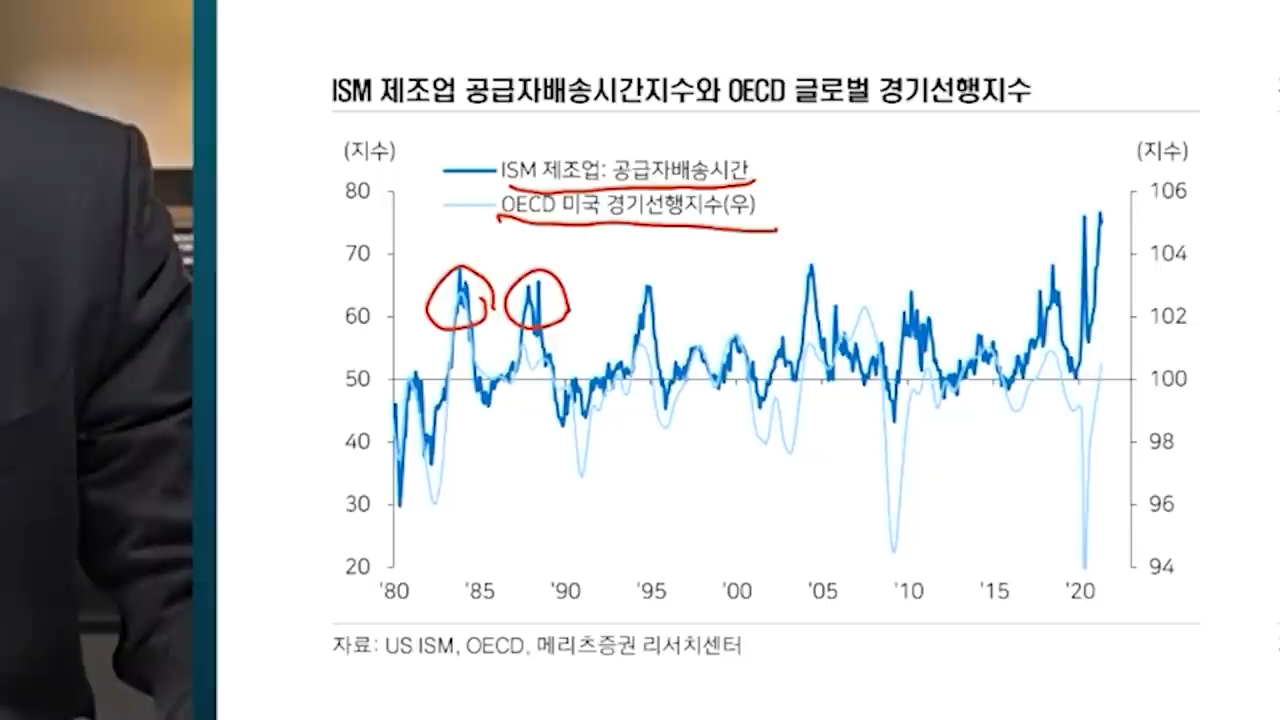 ISM 제조업 공급자배송시간지수와 OECD 글로벌 경기선행지수
(지수)
(지수)
ISM 제조업: 공급자배송시간
OECD 미국 경기선행지수(우)
80
70
60
50
40
30
20
106
104
102
100
98
96
94
'80 '85 '90 '95 '00 '05 '10 '15 '20
자료: US ISM, OECD, 메리츠증권 리서치센터